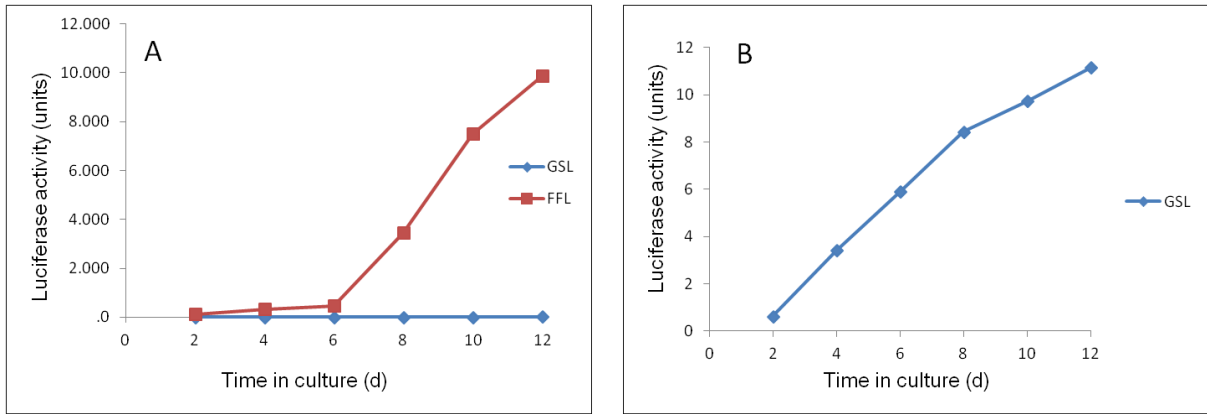 A
Luciferase activity (units)
12.000
10.000
8.000
6.000
4.000
2.000
.0
0 2 4 6 8 10 12
Time in culture (d)
GSL
FFL
B
Luciferase activity (units)
12
10
8
6
4
2
0
0 2 4 6 8 10 12
Time in culture (d)
GSL